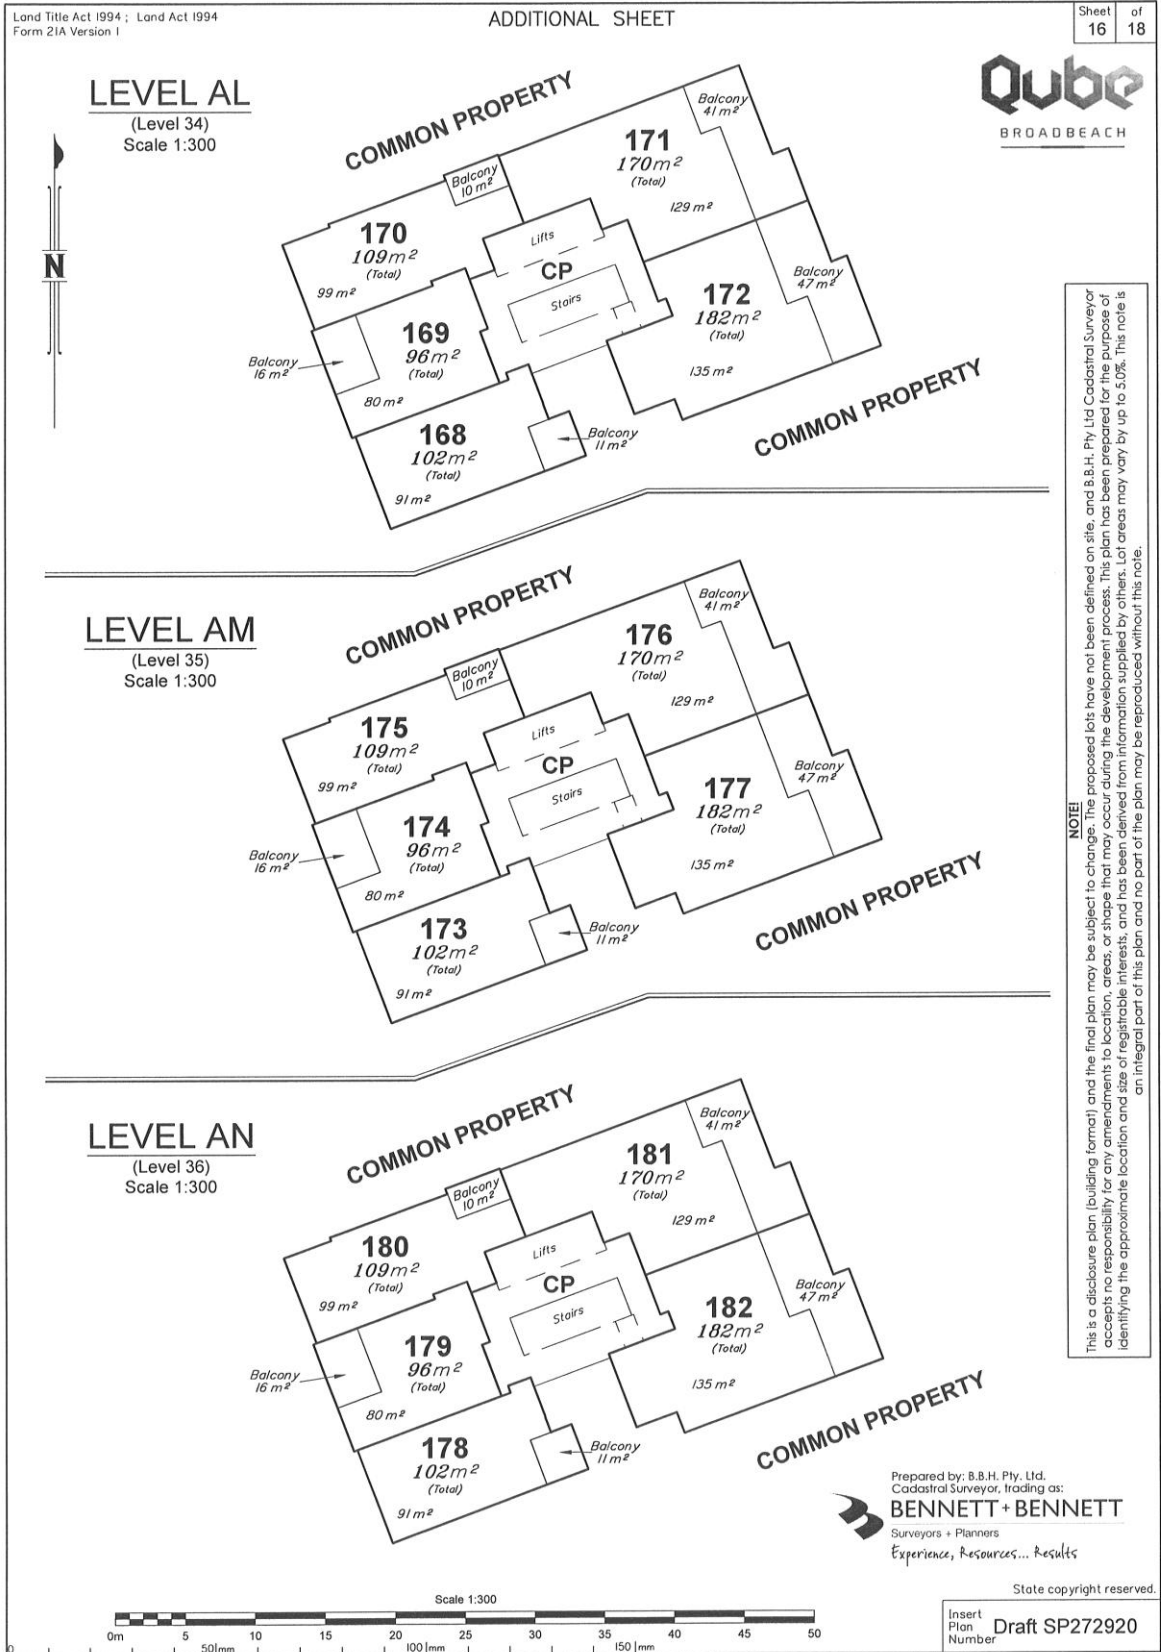 Land Title Act 1994 ; Land Act 1994
Form 21A Version 1
ADDITIONAL SHEET
Sheet of
16 18
Qube
BROADBEACH
LEVEL AL
(Level 34)
Scale 1:300
N
COMMON PROPERTY
Balcony
41 m²
171
170m²
(Total)
129 m²
Balcony
10 m²
170
109m²
(Total)
99 m²
Lifts
CP
Stairs
172
182m²
(Total)
135 m²
Balcony
47 m²
169
96m²
(Total)
80 m²
Balcony
16 m²
168
102m²
(Total)
91 m²
Balcony
11 m²
COMMON PROPERTY
LEVEL AM
(Level 35)
Scale 1:300
COMMON PROPERTY
Balcony
41 m²
176
170m²
(Total)
129 m²
Balcony
10 m²
175
109m²
(Total)
99 m²
Lifts
CP
Stairs
177
182m²
(Total)
135 m²
Balcony
47 m²
174
96m²
(Total)
80 m²
Balcony
16 m²
173
102m²
(Total)
91 m²
Balcony
11 m²
COMMON PROPERTY
LEVEL AN
(Level 36)
Scale 1:300
COMMON PROPERTY
Balcony
41 m²
181
170m²
(Total)
129 m²
Balcony
10 m²
180
109m²
(Total)
99 m²
Lifts
CP
Stairs
182
182m²
(Total)
135 m²
Balcony
47 m²
179
96m²
(Total)
80 m²
Balcony
16 m²
178
102m²
(Total)
91 m²
Balcony
11 m²
COMMON PROPERTY
NOTE!
This is a disclosure plan (building format) and the final plan may be subject to change. The proposed lots have not been defined on site, and B.B.H. Pty Ltd Cadastral Surveyor
accepts no responsibility for any amendments to location, areas, or shape that may occur during the development process. This plan has been prepared for the purpose of
identifying the approximate location and size of registrable interests, and has been derived from information supplied by others. Lot areas may vary by up to 5.0%. This note is
an integral part of this plan and no part of the plan may be reproduced without this note.
Prepared by: B.B.H. Pty. Ltd.
Cadastral Surveyor, trading as:
BENNETT + BENNETT
Surveyors + Planners
Experience, Resources... Results
State copyright reserved.
Scale 1:300
0m 5 10 15 20 25 30 35 40 45 50
0 50|mm 100|mm 150|mm
Insert
Plan
Number
Draft SP272920